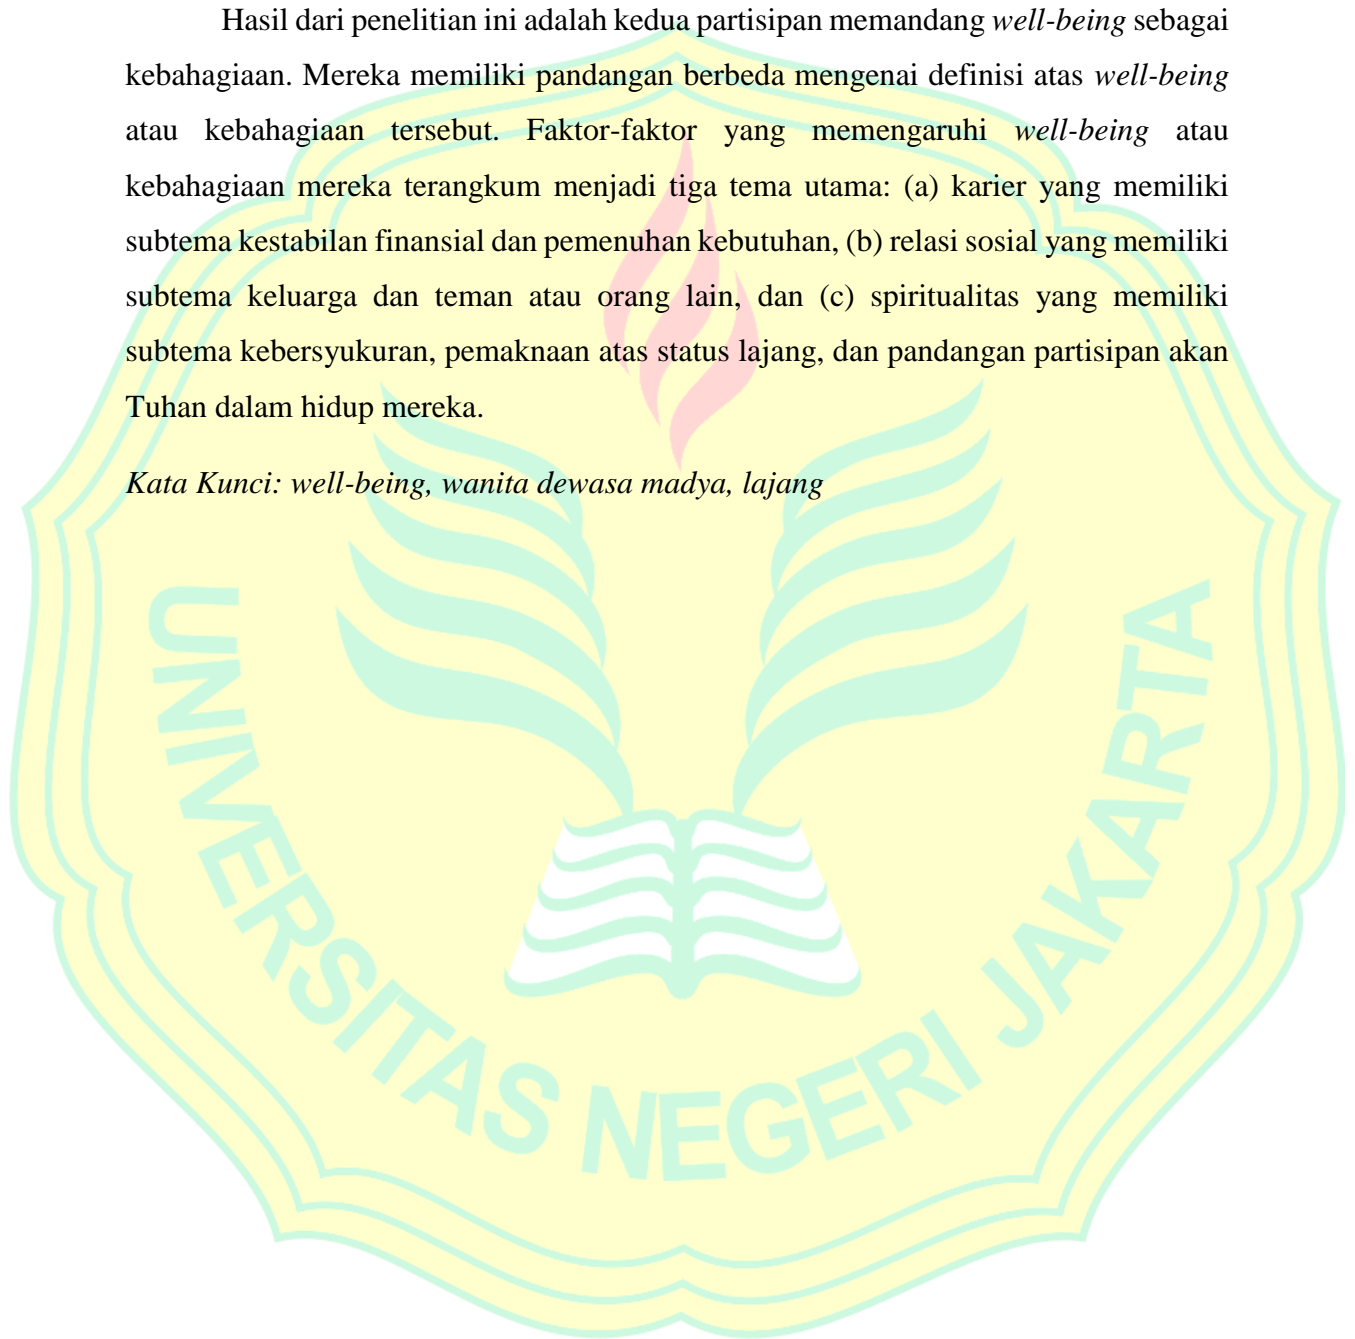 Hasil dari penelitian ini adalah kedua partisipan memandang well-being sebagai
kebahagiaan. Mereka memiliki pandangan berbeda mengenai definisi atas well-being
atau kebahagiaan tersebut. Faktor-faktor yang memengaruhi well-being atau
kebahagiaan mereka terangkum menjadi tiga tema utama: (a) karier yang memiliki
subtema kestabilan finansial dan pemenuhan kebutuhan, (b) relasi sosial yang memiliki
subtema keluarga dan teman atau orang lain, dan (c) spiritualitas yang memiliki
subtema kebersyukuran, pemaknaan atas status lajang, dan pandangan partisipan akan
Tuhan dalam hidup mereka.
Kata Kunci: well-being, wanita dewasa madya, lajang
UNIVERSITAS NEGERI JAKARTA